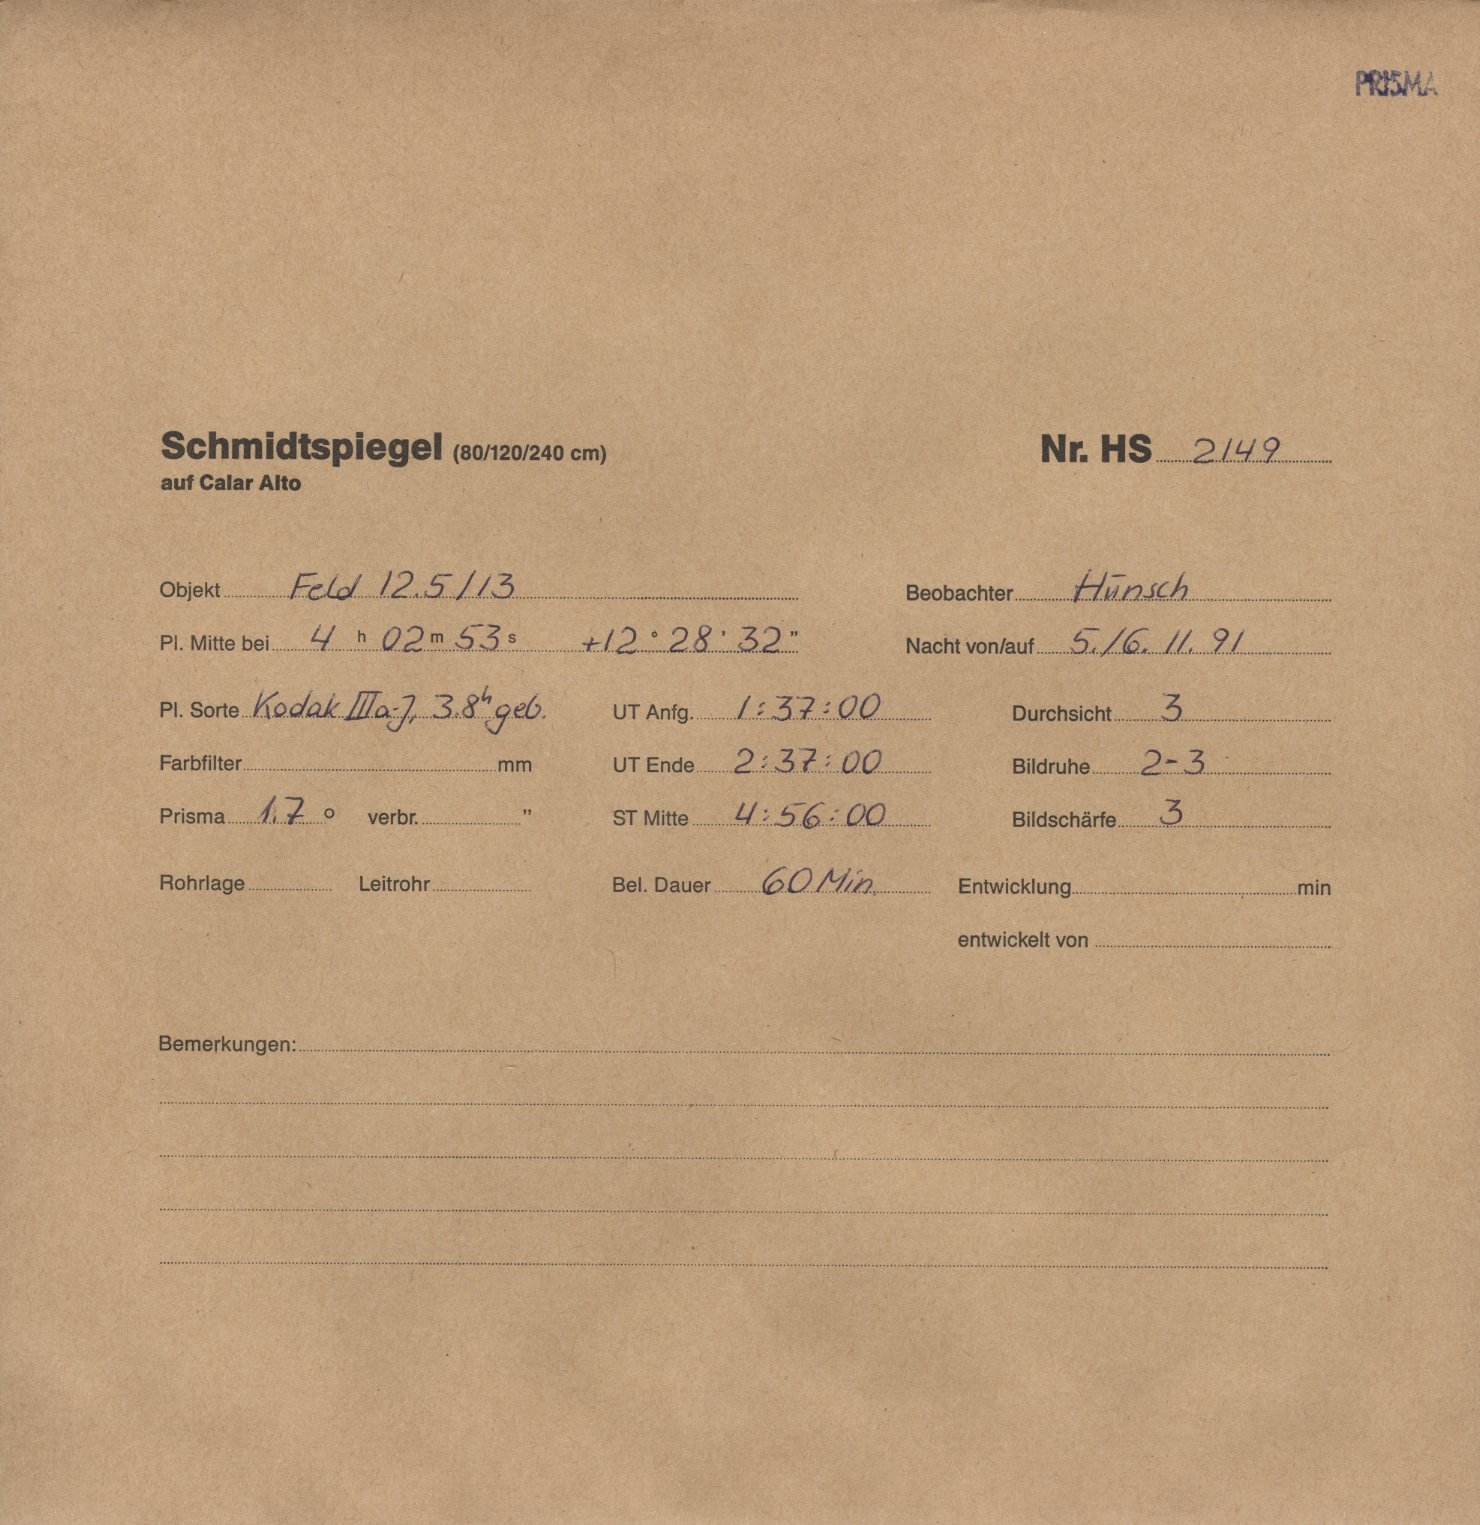 PRISMA
Schmidtspiegel (80/120/240 cm) Nr. HS 2149
auf Calar Alto
Objekt Feld 12.5/13 Beobachter Hünsch
Pl. Mitte bei 4 h 02 m 53 s +12 ° 28 ' 32 " Nacht von/auf 5./6. 11. 91
Pl. Sorte Kodak IIIa-J, 3.8h geb. UT Anfg. 1:37:00 Durchsicht 3
Farbfilter mm UT Ende 2:37:00 Bildruhe 2-3
Prisma 1.7 ° verbr. " ST Mitte 4:56:00 Bildschärfe 3
Rohrlage Leitrohr Bel. Dauer 60 Min. Entwicklung min
entwickelt von
Bemerkungen: